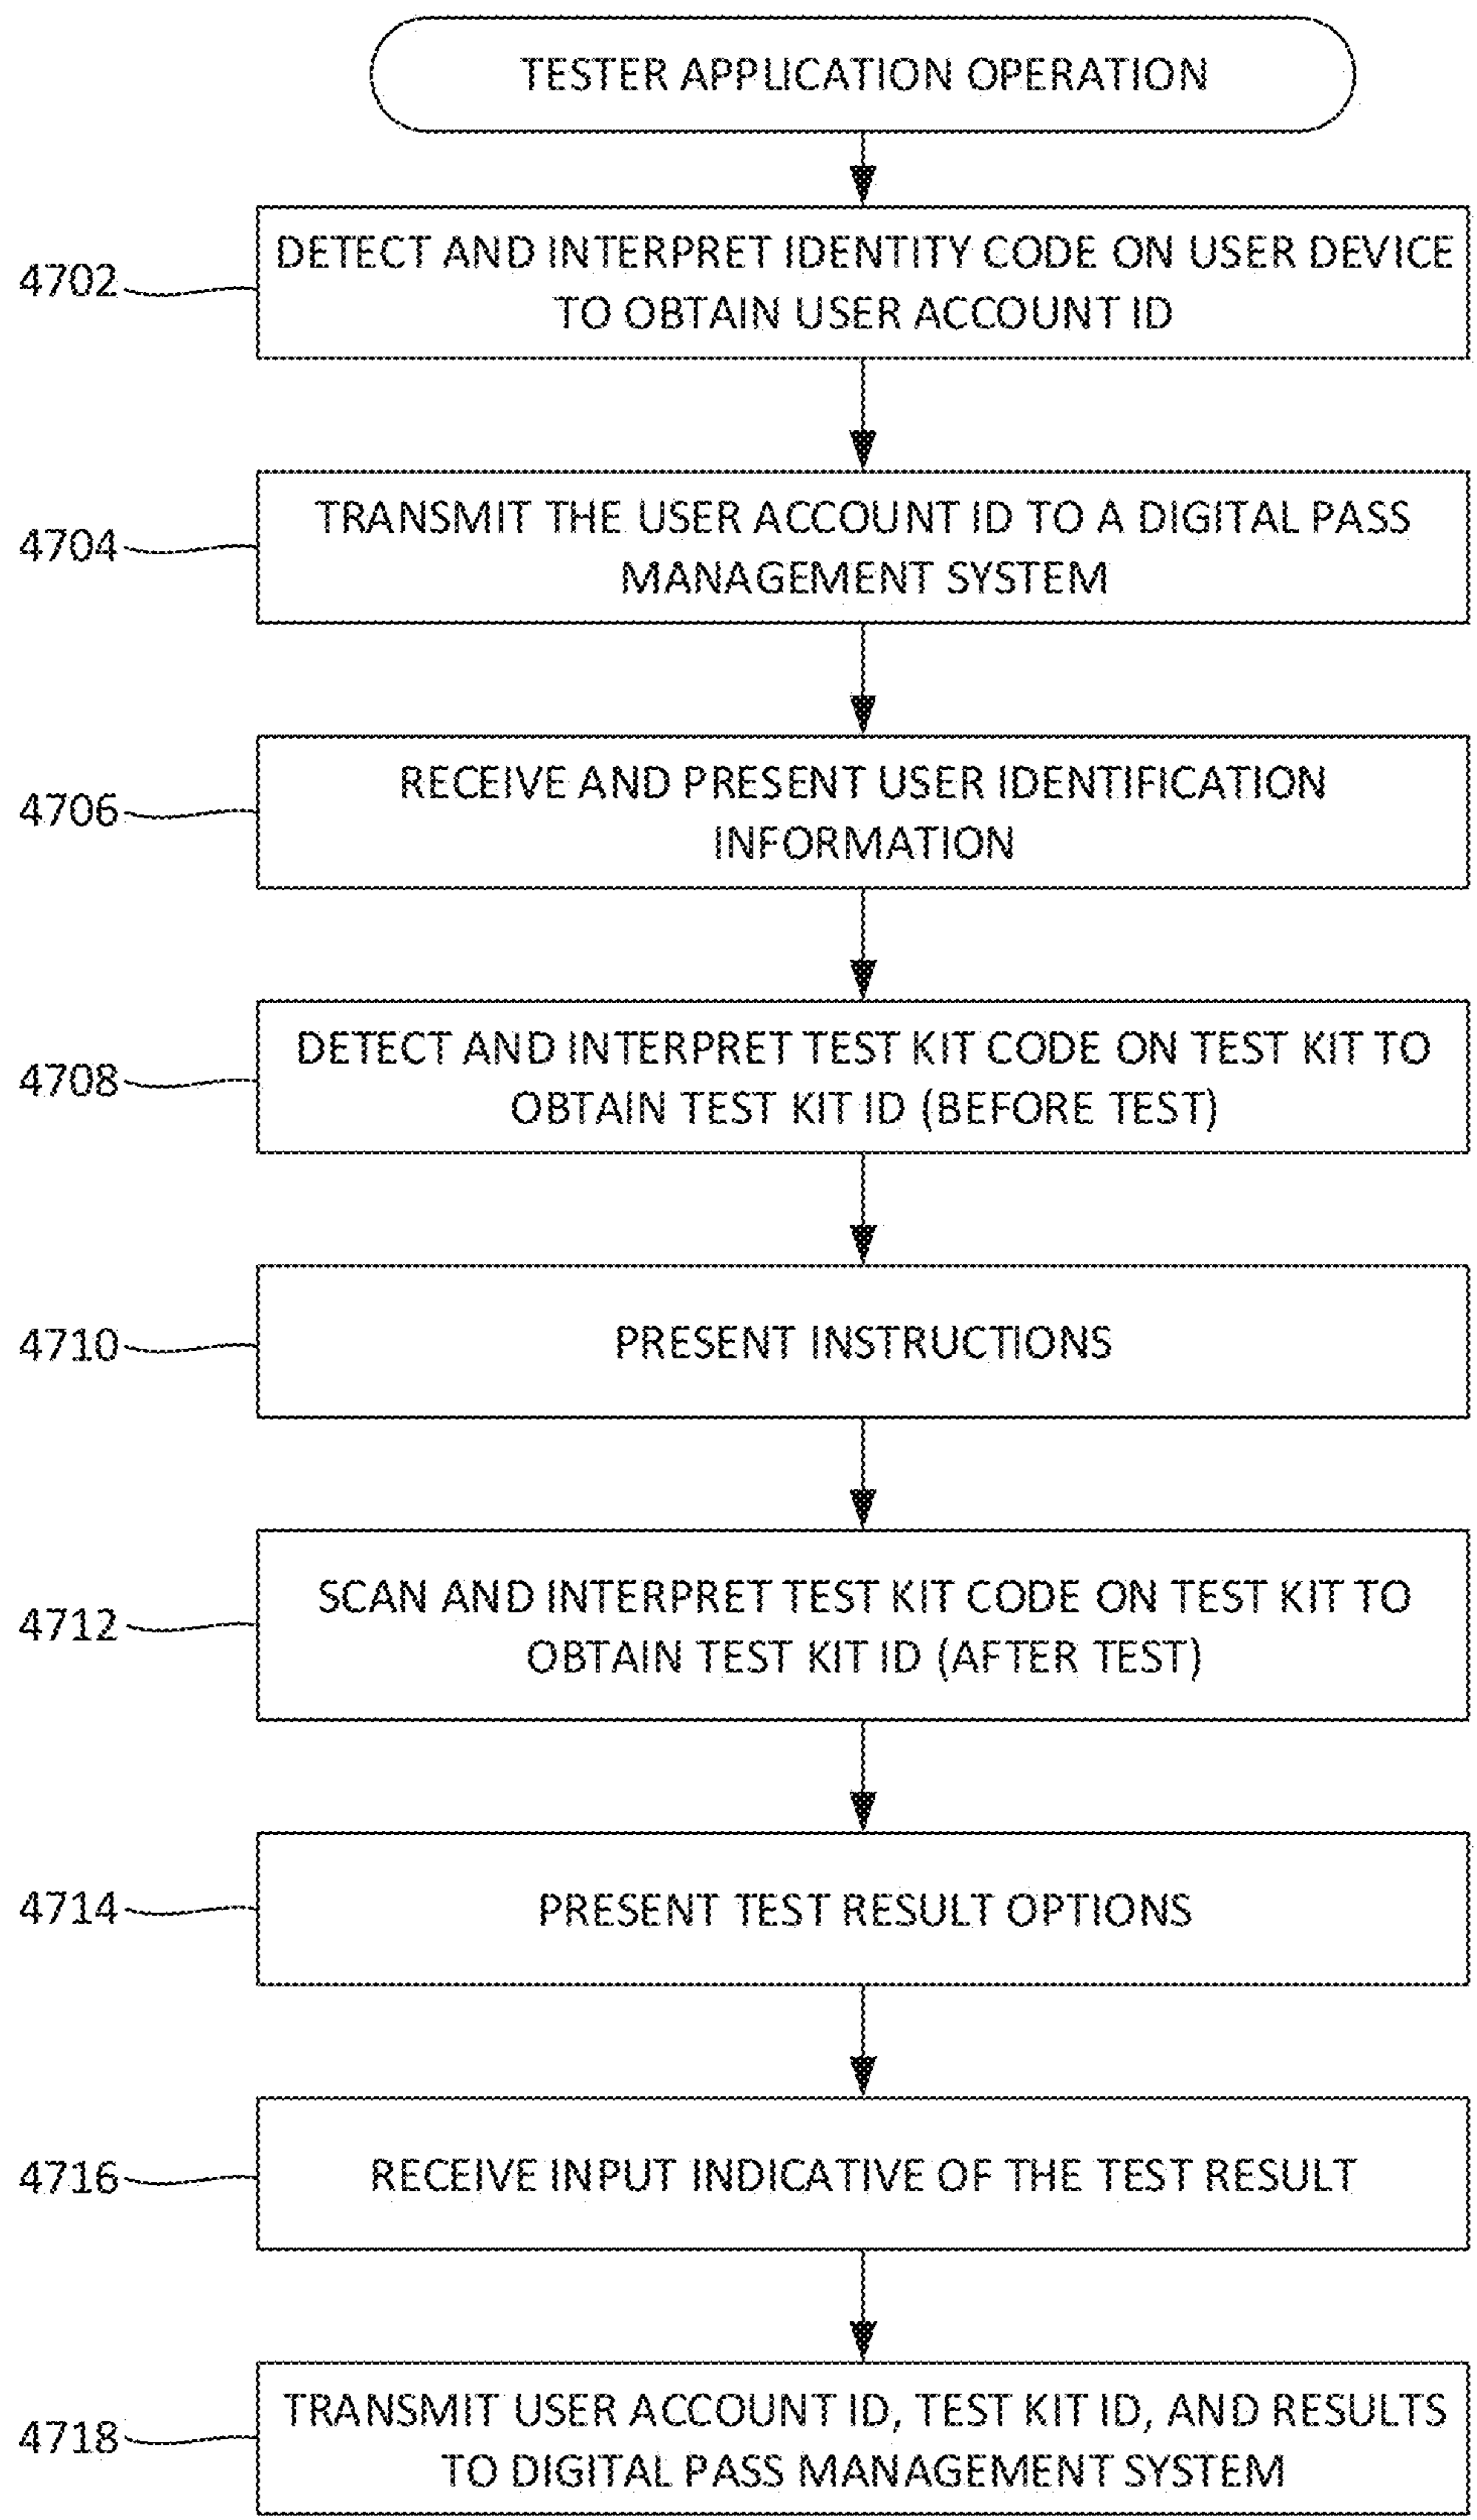 TESTER APPLICATION OPERATION
4702
DETECT AND INTERPRET IDENTITY CODE ON USER DEVICE
TO OBTAIN USER ACCOUNT ID
4704
TRANSMIT THE USER ACCOUNT ID TO A DIGITAL PASS
MANAGEMENT SYSTEM
4706
RECEIVE AND PRESENT USER IDENTIFICATION
INFORMATION
4708
DETECT AND INTERPRET TEST KIT CODE ON TEST KIT TO
OBTAIN TEST KIT ID (BEFORE TEST)
4710
PRESENT INSTRUCTIONS
4712
SCAN AND INTERPRET TEST KIT CODE ON TEST KIT TO
OBTAIN TEST KIT ID (AFTER TEST)
4714
PRESENT TEST RESULT OPTIONS
4716
RECEIVE INPUT INDICATIVE OF THE TEST RESULT
4718
TRANSMIT USER ACCOUNT ID, TEST KIT ID, AND RESULTS
TO DIGITAL PASS MANAGEMENT SYSTEM